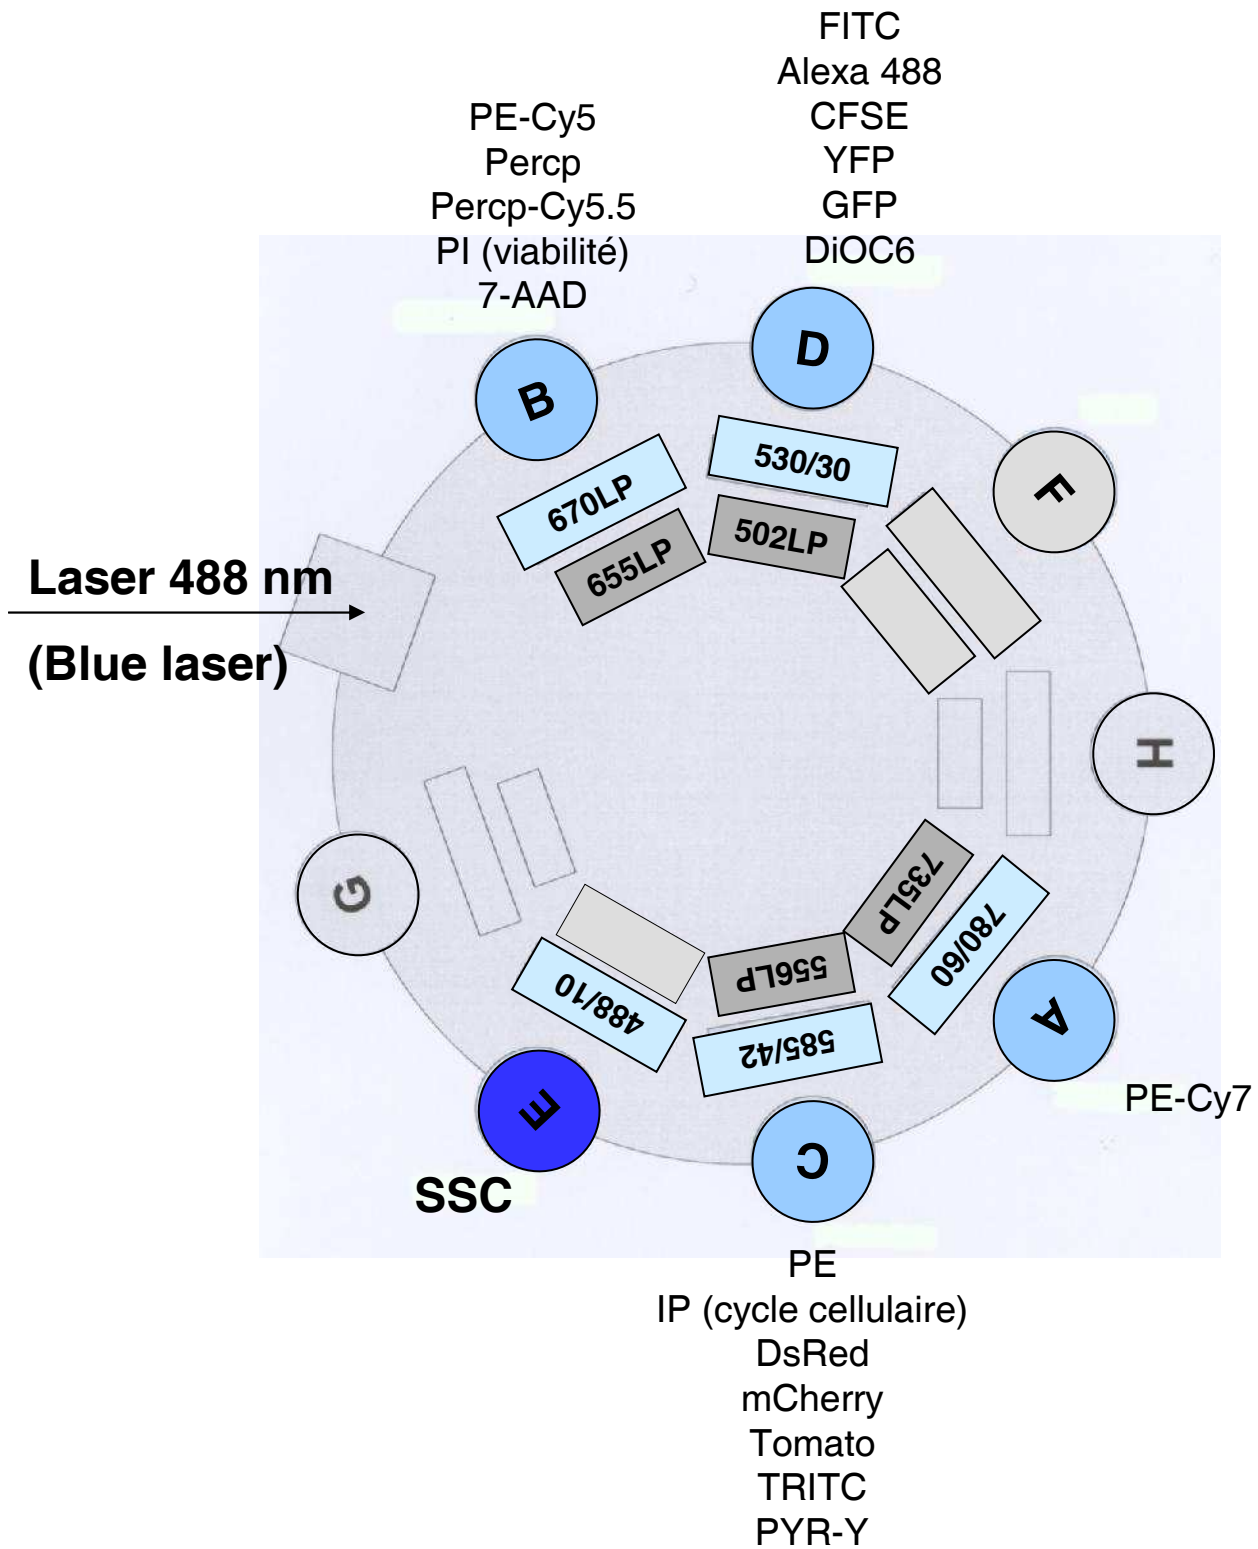 FITC
Alexa 488
CFSE
YFP
GFP
DiOC6
PE-Cy5
Percp
Percp-Cy5.5
PI (viabilité)
7-AAD
D
B
530/30
F
670LP
502LP
655LP
Laser 488 nm
(Blue laser)
H
G
735LP
780/60
556LP
488/10
585/42
A
PE-Cy7
E
C
SSC
PE
IP (cycle cellulaire)
DsRed
mCherry
Tomato
TRITC
PYR-Y